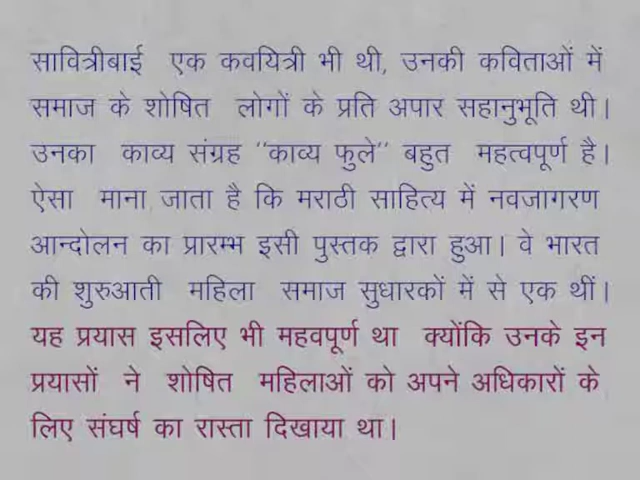 सावित्रीबाई एक कवयित्री भी थी, उनकी कविताओं में
समाज के शोषित लोगों के प्रति अपार सहानुभूति थी।
उनका काव्य संग्रह "काव्य फुले" बहुत महत्वपूर्ण है।
ऐसा माना जाता है कि मराठी साहित्य में नवजागरण
आन्दोलन का प्रारम्भ इसी पुस्तक द्वारा हुआ। वे भारत
की शुरुआती महिला समाज सुधारकों में से एक थीं।
यह प्रयास इसलिए भी महवपूर्ण था क्योंकि उनके इन
प्रयासों ने शोषित महिलाओं को अपने अधिकारों के
लिए संघर्ष का रास्ता दिखाया था।